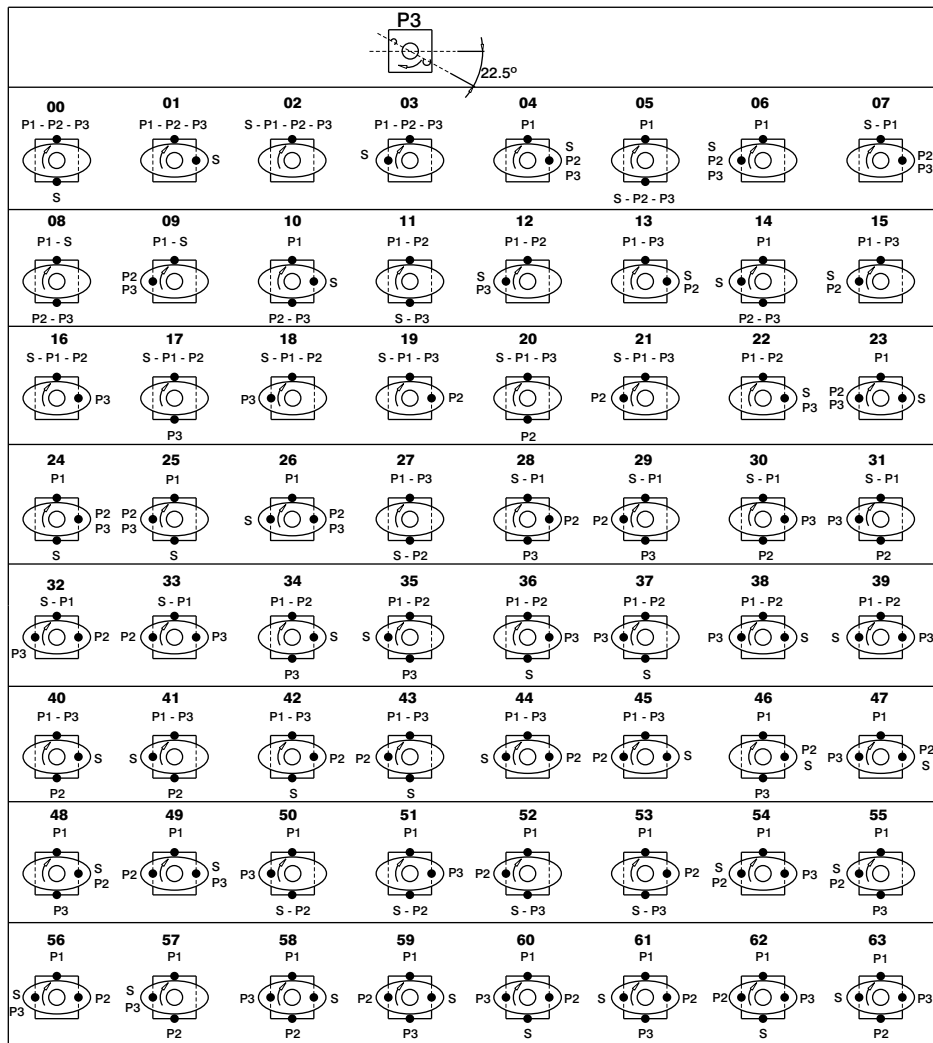 P3
22.5°
00 01 02 03 04 05 06 07
P1 - P2 - P3 P1 - P2 - P3 S - P1 - P2 - P3 P1 - P2 - P3 P1 P1 P1 S - P1
S S S S P2
P2 P2 P3
P3 P3
S S - P2 - P3
08 09 10 11 12 13 14 15
P1 - S P1 - S P1 P1 - P2 P1 - P2 P1 - P3 P1 P1 - P3
P2 S S S S S
P3 P3 P2 P2
P2 - P3 P2 - P3 S - P3 P2 - P3
16 17 18 19 20 21 22 23
S - P1 - P2 S - P1 - P2 S - P1 - P2 S - P1 - P3 S - P1 - P3 S - P1 - P3 P1 - P2 P1
P3 P3 P2 P2 S P2 S
P3 P3
P3 P2
24 25 26 27 28 29 30 31
P1 P1 P1 P1 - P3 S - P1 S - P1 S - P1 S - P1
P2 P2 S P2 P2 P2 P3 P3
P3 P3 P3
S S S - P2 P3 P3 P2 P2
32 33 34 35 36 37 38 39
S - P1 S - P1 P1 - P2 P1 - P2 P1 - P2 P1 - P2 P1 - P2 P1 - P2
P2 P2 P3 S S P3 P3 P3 S S P3
P3
P3 P3 S S
40 41 42 43 44 45 46 47
P1 - P3 P1 - P3 P1 - P3 P1 - P3 P1 - P3 P1 - P3 P1 P1
S S P2 P2 S P2 P2 S P2 P3 P2
S S
P2 P2 S S P3
48 49 50 51 52 53 54 55
P1 P1 P1 P1 P1 P1 P1 P1
S P2 S P3 P3 P2 P2 S P3 S
P2 P3 P2 P2
P3 S - P2 S - P2 S - P3 S - P3 P3
56 57 58 59 60 61 62 63
P1 P1 P1 P1 P1 P1 P1 P1
S P2 S P3 S P2 S P3 P2 S P2 P2 P3 S P3
P3 P3
P2 P2 P3 S P3 S P2